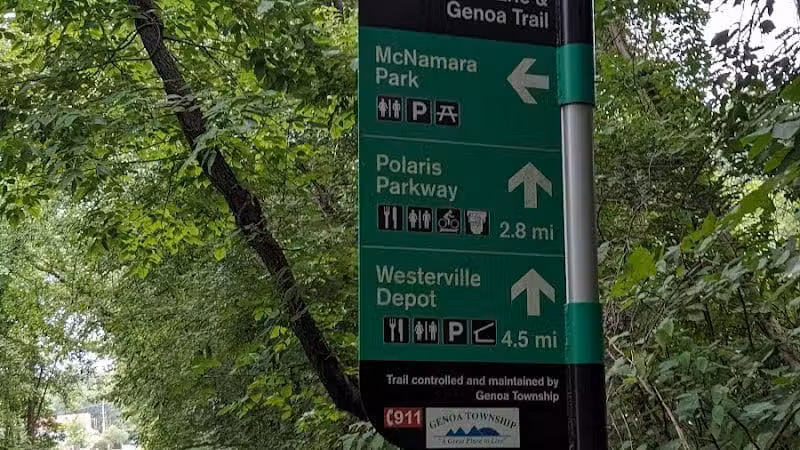 &
Genoa Trail
McNamara
Park
P
Polaris
Parkway
2.8 mi
Westerville
Depot
P
4.5 mi
Trail controlled and maintained by
Genoa Township
911
GENOA TOWNSHIP
"A Great Place to Live"